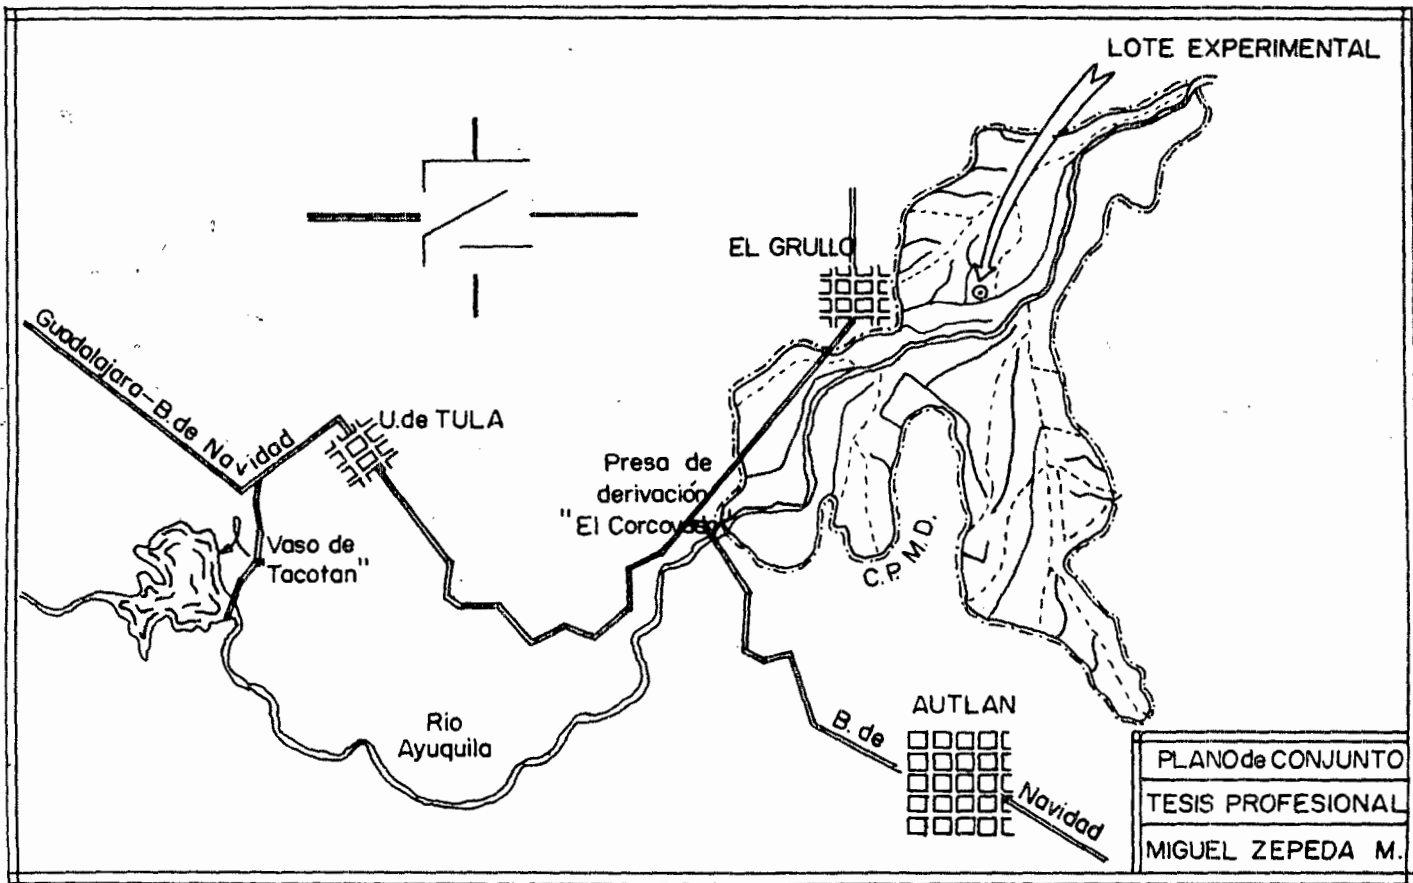 LOTE EXPERIMENTAL
EL GRULLO
Guadalajara-B. de Navidad
U. de TULA
Presa de
derivación
"El Corcovado"
Vaso de
Tacotan"
C.P.M.D.
Rio
Ayuquila
AUTLAN
B. de
Navidad
PLANO de CONJUNTO
TESIS PROFESIONAL
MIGUEL ZEPEDA M.